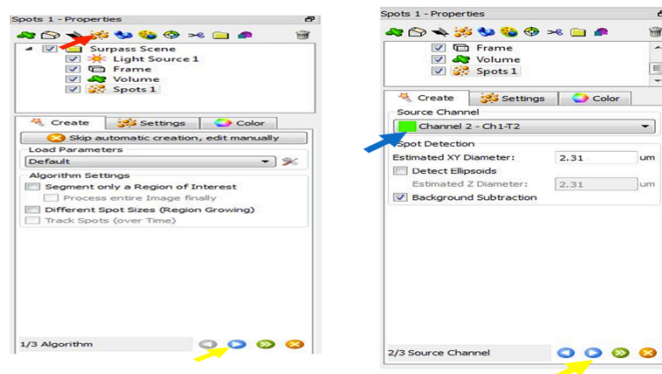 Spots 1 - Properties
Surpass Scene
Light Source 1
Frame
Volume
Spots 1
Create
Settings
Color
Skip automatic creation, edit manually
Load Parameters
Default
Algorithm Settings
Segment only a Region of Interest
Process entire Image finally
Different Spot Sizes (Region Growing)
Track Spots (over Time)
1/3 Algorithm
Spots 1 - Properties
Frame
Volume
Spots 1
Create
Settings
Color
Source Channel
Channel 2 - Ch1-T2
Spot Detection
Estimated XY Diameter: 2.31 um
Detect Ellipsoids
Estimated Z Diameter: 2.31 um
Background Subtraction
2/3 Source Channel